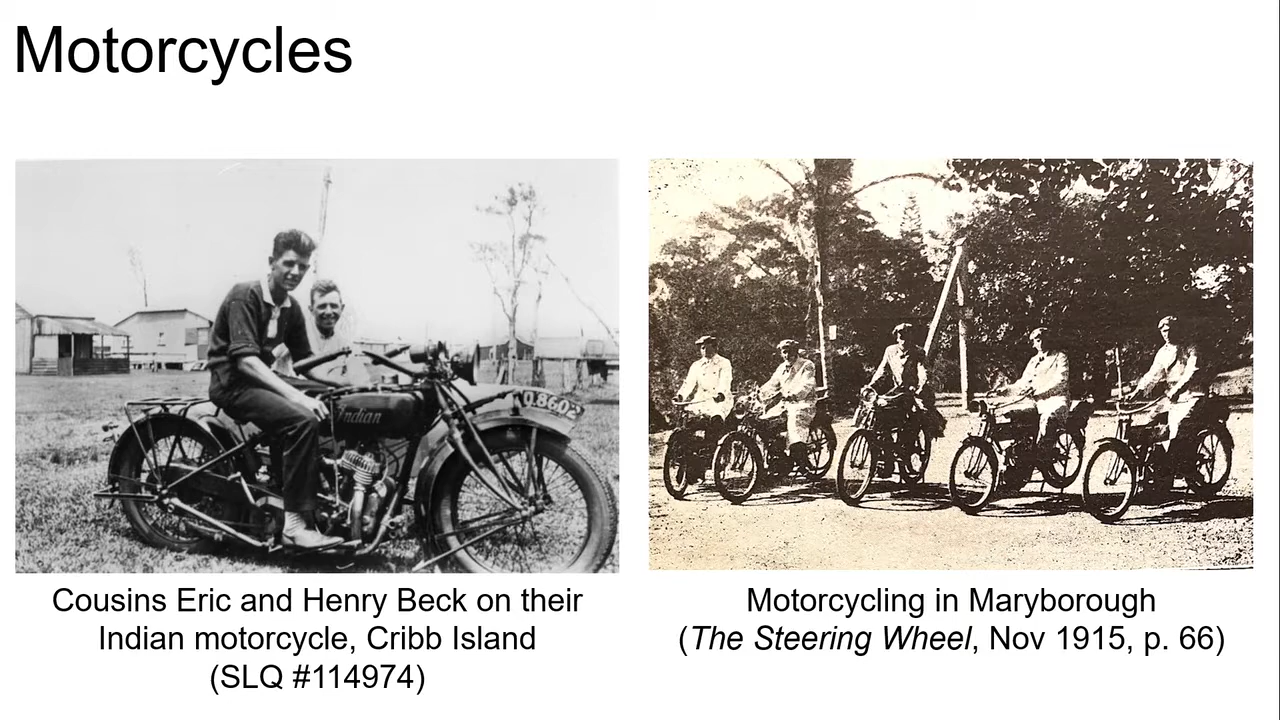 Motorcycles
Indian
Q8602
Cousins Eric and Henry Beck on their
Indian motorcycle, Cribb Island
(SLQ #114974)
Motorcycling in Maryborough
(The Steering Wheel, Nov 1915, p. 66)